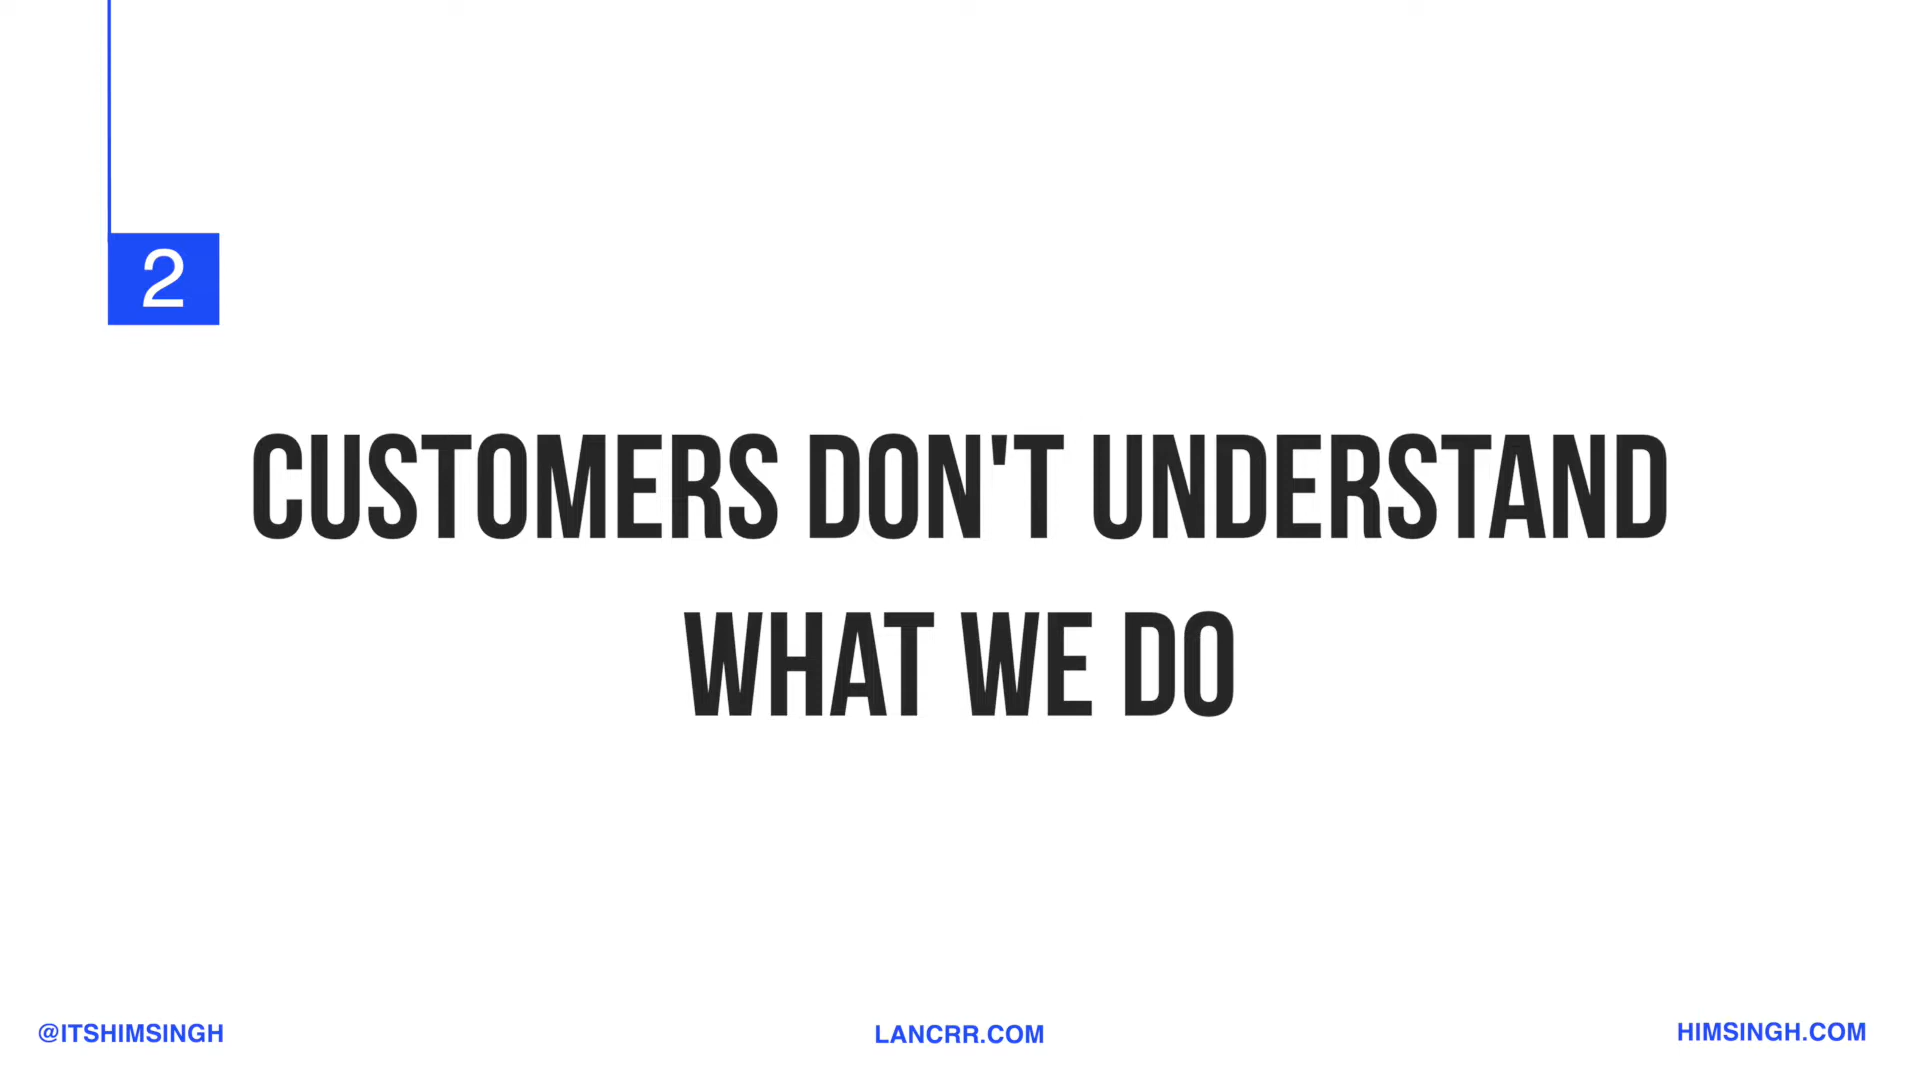 2
CUSTOMERS DON'T UNDERSTAND
WHAT WE DO
@ITSHIMSINGH
LANCRR.COM
HIMSINGH.COM